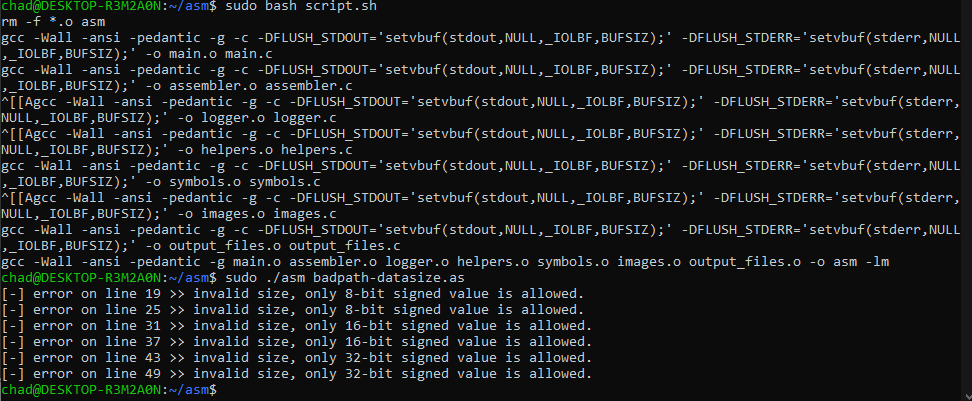 chad@DESKTOP-R3M2A0N:~/asm$ sudo bash script.sh
rm -f *.o asm
gcc -Wall -ansi -pedantic -g -c -DFLUSH_STDOUT='setvbuf(stdout,NULL,_IOLBF,BUFSIZ);' -DFLUSH_STDERR='setvbuf(stderr,NULL
,_IOLBF,BUFSIZ);' -o main.o main.c
gcc -Wall -ansi -pedantic -g -c -DFLUSH_STDOUT='setvbuf(stdout,NULL,_IOLBF,BUFSIZ);' -DFLUSH_STDERR='setvbuf(stderr,NULL
,_IOLBF,BUFSIZ);' -o assembler.o assembler.c
^[[Agcc -Wall -ansi -pedantic -g -c -DFLUSH_STDOUT='setvbuf(stdout,NULL,_IOLBF,BUFSIZ);' -DFLUSH_STDERR='setvbuf(stderr,
NULL,_IOLBF,BUFSIZ);' -o logger.o logger.c
^[[Agcc -Wall -ansi -pedantic -g -c -DFLUSH_STDOUT='setvbuf(stdout,NULL,_IOLBF,BUFSIZ);' -DFLUSH_STDERR='setvbuf(stderr,
NULL,_IOLBF,BUFSIZ);' -o helpers.o helpers.c
gcc -Wall -ansi -pedantic -g -c -DFLUSH_STDOUT='setvbuf(stdout,NULL,_IOLBF,BUFSIZ);' -DFLUSH_STDERR='setvbuf(stderr,NULL
,_IOLBF,BUFSIZ);' -o symbols.o symbols.c
^[[Agcc -Wall -ansi -pedantic -g -c -DFLUSH_STDOUT='setvbuf(stdout,NULL,_IOLBF,BUFSIZ);' -DFLUSH_STDERR='setvbuf(stderr,
NULL,_IOLBF,BUFSIZ);' -o images.o images.c
gcc -Wall -ansi -pedantic -g -c -DFLUSH_STDOUT='setvbuf(stdout,NULL,_IOLBF,BUFSIZ);' -DFLUSH_STDERR='setvbuf(stderr,NULL
,_IOLBF,BUFSIZ);' -o output_files.o output_files.c
gcc -Wall -ansi -pedantic -g main.o assembler.o logger.o helpers.o symbols.o images.o output_files.o -o asm -lm
chad@DESKTOP-R3M2A0N:~/asm$ sudo ./asm badpath-datasize.as
[-] error on line 19 >> invalid size, only 8-bit signed value is allowed.
[-] error on line 25 >> invalid size, only 8-bit signed value is allowed.
[-] error on line 31 >> invalid size, only 16-bit signed value is allowed.
[-] error on line 37 >> invalid size, only 16-bit signed value is allowed.
[-] error on line 43 >> invalid size, only 32-bit signed value is allowed.
[-] error on line 49 >> invalid size, only 32-bit signed value is allowed.
chad@DESKTOP-R3M2A0N:~/asm$